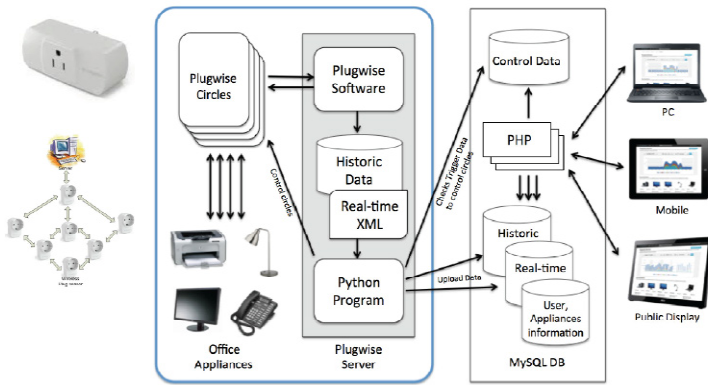 Server
Plugwise
Circles
Plugwise
Software
Historic
Data
Real-time
XML
Control circles
Python
Program
Office
Appliances
Plugwise
Server
Checks Trigger Data
to control circles
Upload Data
Control Data
PHP
Historic
Real-time
User,
Appliances
information
MySQL DB
PC
Mobile
Public Display